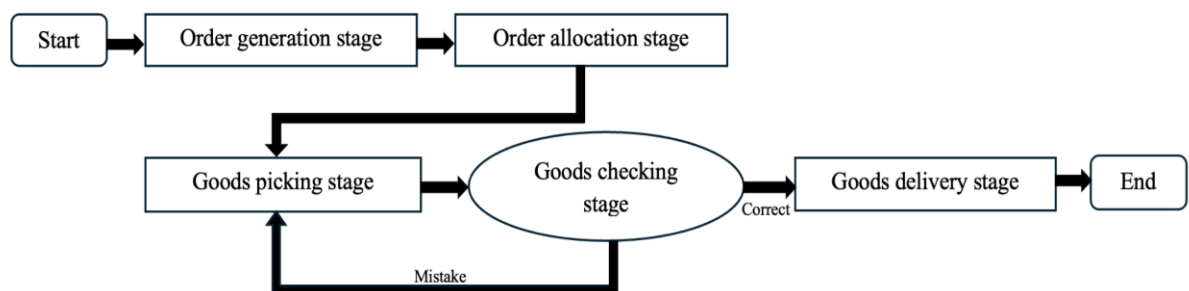 Start
Order generation stage
Order allocation stage
Goods picking stage
Goods checking
stage
Correct
Goods delivery stage
End
Mistake